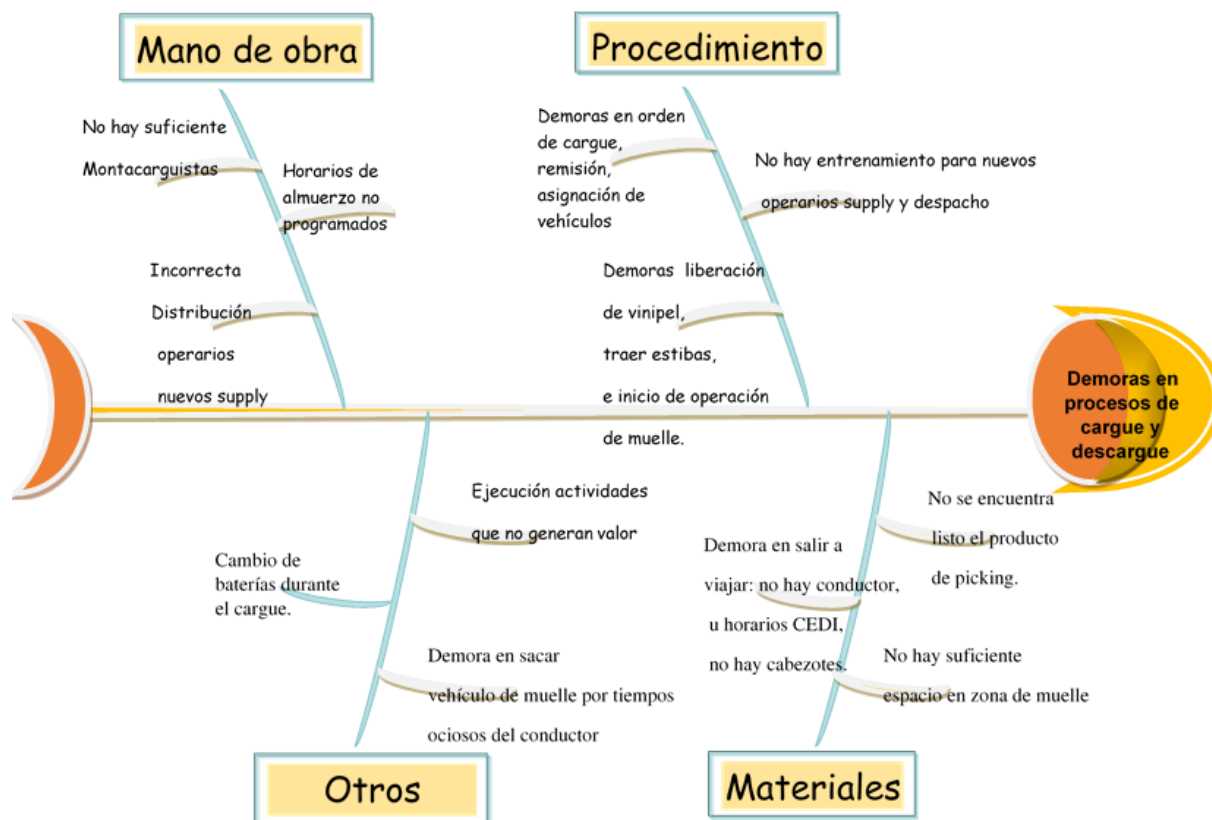 Mano de obra
Procedimiento
No hay suficiente
Montacarguistas
Horarios de
almuerzo no
programados
Incorrecta
Distribución
operarios
nuevos supply
Demoras en orden
de cargue,
remisión,
asignación de
vehículos
No hay entrenamiento para nuevos
operarios supply y despacho
Demoras liberación
de vinipel,
traer estibas,
e inicio de operación
de muelle.
Demoras en
procesos de
cargue y
descargue
Ejecución actividades
que no generan valor
Cambio de
baterías durante
el cargue.
Demora en sacar
vehículo de muelle por tiempos
ociosos del conductor
Demora en salir a
viajar: no hay conductor,
u horarios CEDI,
no hay cabezotes.
No se encuentra
listo el producto
de picking.
No hay suficiente
espacio en zona de muelle
Otros
Materiales